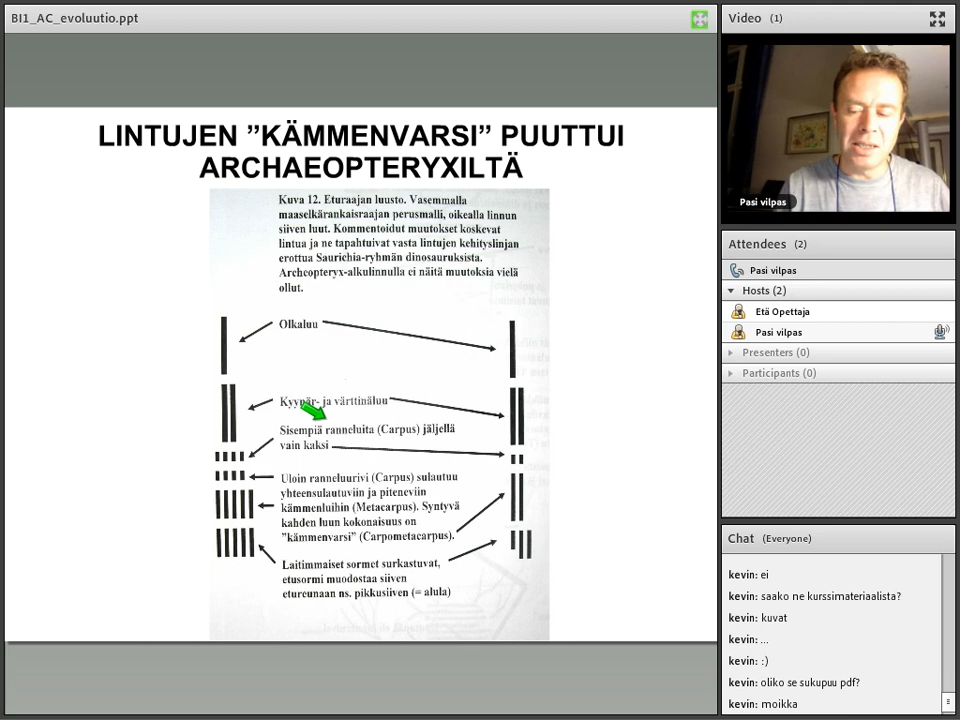 BI1_AC_evoluutio.ppt
LINTUJEN ”KÄMMENVARSI” PUUTTUI
ARCHAEOPTERYXILTÄ
Kuva 12. Eturaajan luusto. Vasemmalla
maaselkärankaisraajan perusmalli, oikealla linnun
siiven luut. Kommentoidut muutokset koskevat
lintua ja ne tapahtuivat vasta lintujen kehityslinjan
erottua Saurichia-ryhmän dinosauruksista.
Archeopteryx-alkulinnulla ei näitä muutoksia vielä
ollut.
Olkaluu
Kyynär- ja värttinäluu
Sisempiä ranneluita (Carpus) jäljellä
vain kaksi
Uloin ranneluurivi (Carpus) sulautuu
yhteensulautuviin ja piteneviin
kämmenluihin (Metacarpus). Syntyvä
kahden luun kokonaisuus on
”kämmenvarsi” (Carpometacarpus).
Laitimmaiset sormet surkastuvat,
etusormi muodostaa siiven
etureunaan ns. pikkusiiven (= alula)
Video (1)
Pasi vilpas
Attendees (2)
Pasi vilpas
Hosts (2)
Etä Opettaja
Pasi vilpas
Presenters (0)
Participants (0)
Chat (Everyone)
kevin: ei
kevin: saako ne kurssimateriaalista?
kevin: kuvat
kevin: ...
kevin: :)
kevin: oliko se sukupuu pdf?
kevin: moikka